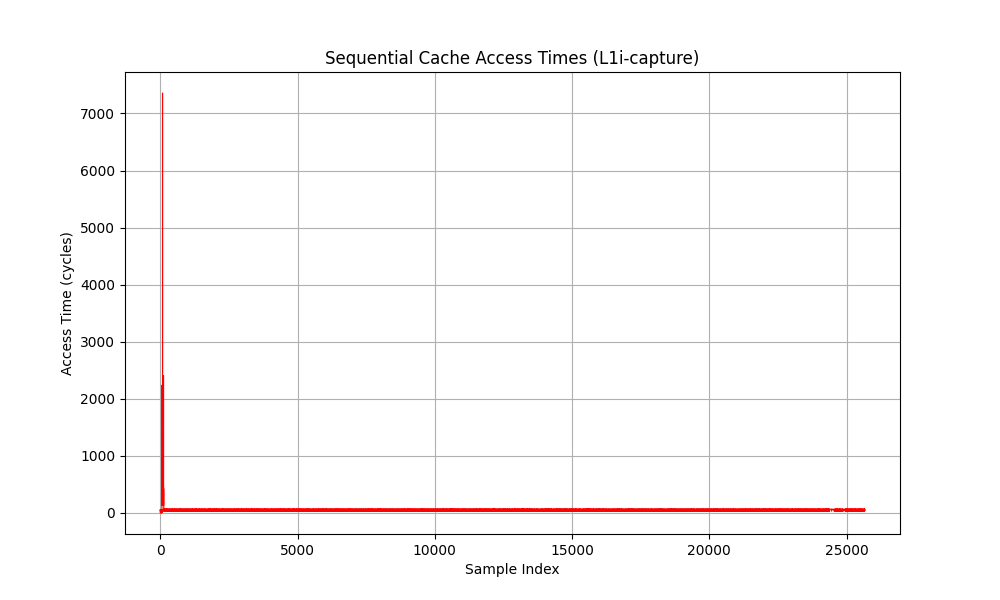 Sequential Cache Access Times (L1i-capture)
7000
6000
5000
4000
3000
2000
1000
0
Access Time (cycles)
0 5000 10000 15000 20000 25000
Sample Index